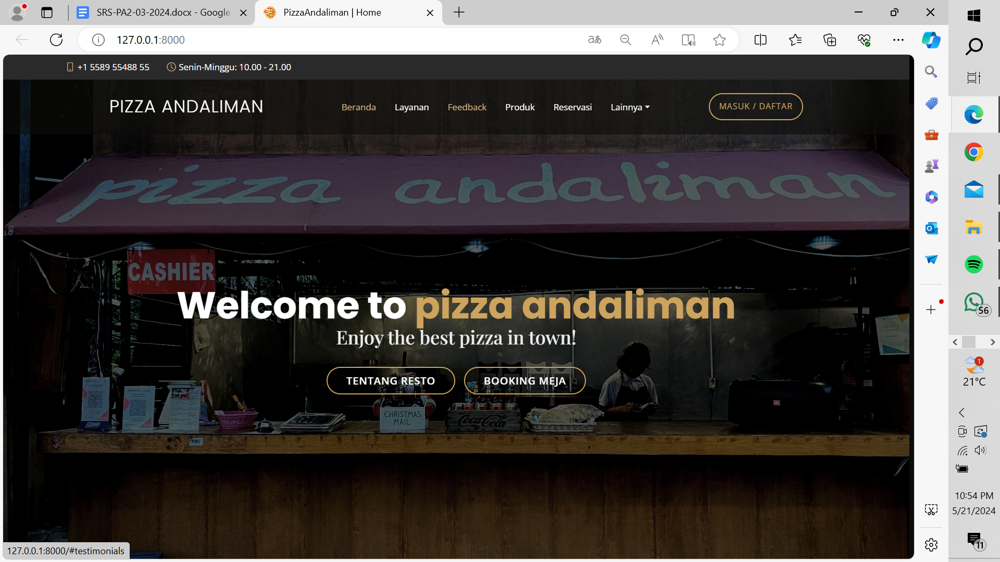 SRS-PA2-03-2024.docx - Google
PizzaAndaliman | Home
127.0.0.1:8000
+1 5589 55488 55
Senin-Minggu: 10.00 - 21.00
PIZZA ANDALIMAN
Beranda
Layanan
Feedback
Produk
Reservasi
Lainnya
MASUK / DAFTAR
pizza andaliman
CASHIER
Welcome to pizza andaliman
Enjoy the best pizza in town!
TENTANG RESTO
BOOKING MEJA
CHRISTMAS
MAIL
Coca-Cola
BRI
TOBA
127.0.0.1:8000/#testimonials
56
1
21°C
10:54 PM
5/21/2024
11